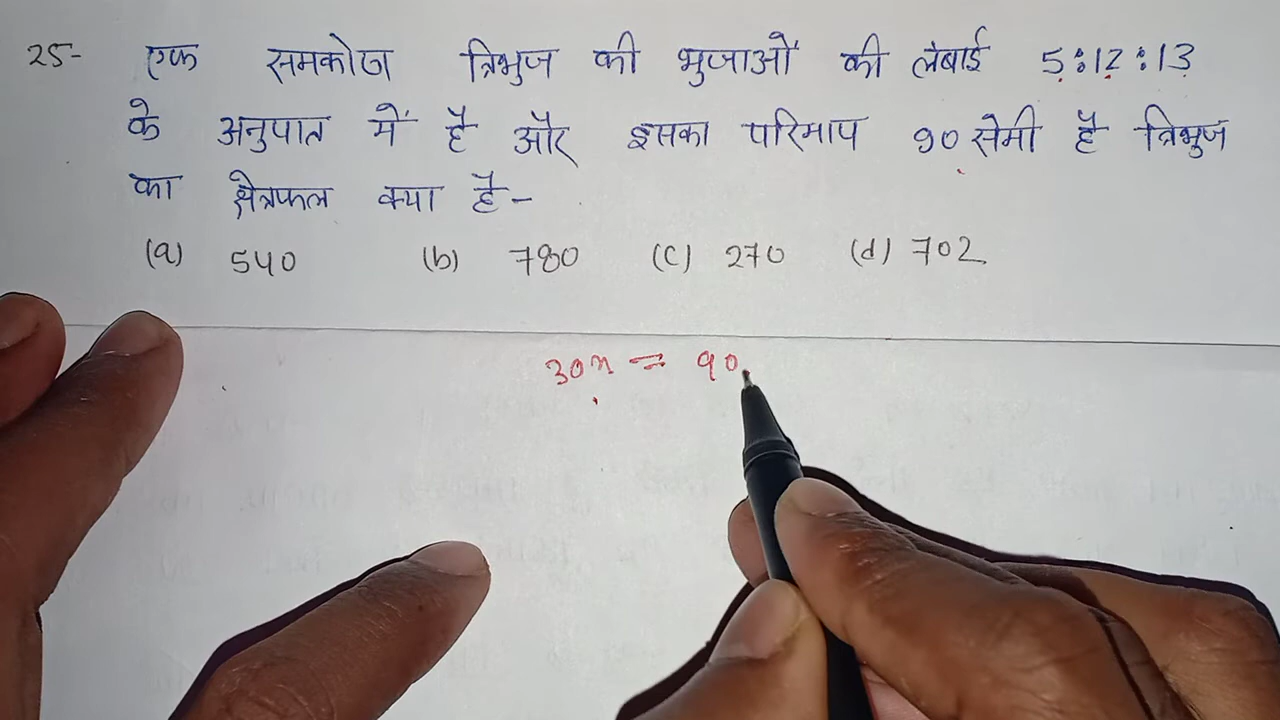 25- एक समकोण त्रिभुज की भुजाओं की लंबाई 5:12:13
के अनुपात में है और इसका परिमाप 90 सेमी है त्रिभुज
का क्षेत्रफल क्या है-
(a) 540 (b) 780 (c) 270 (d) 702
30x = 90